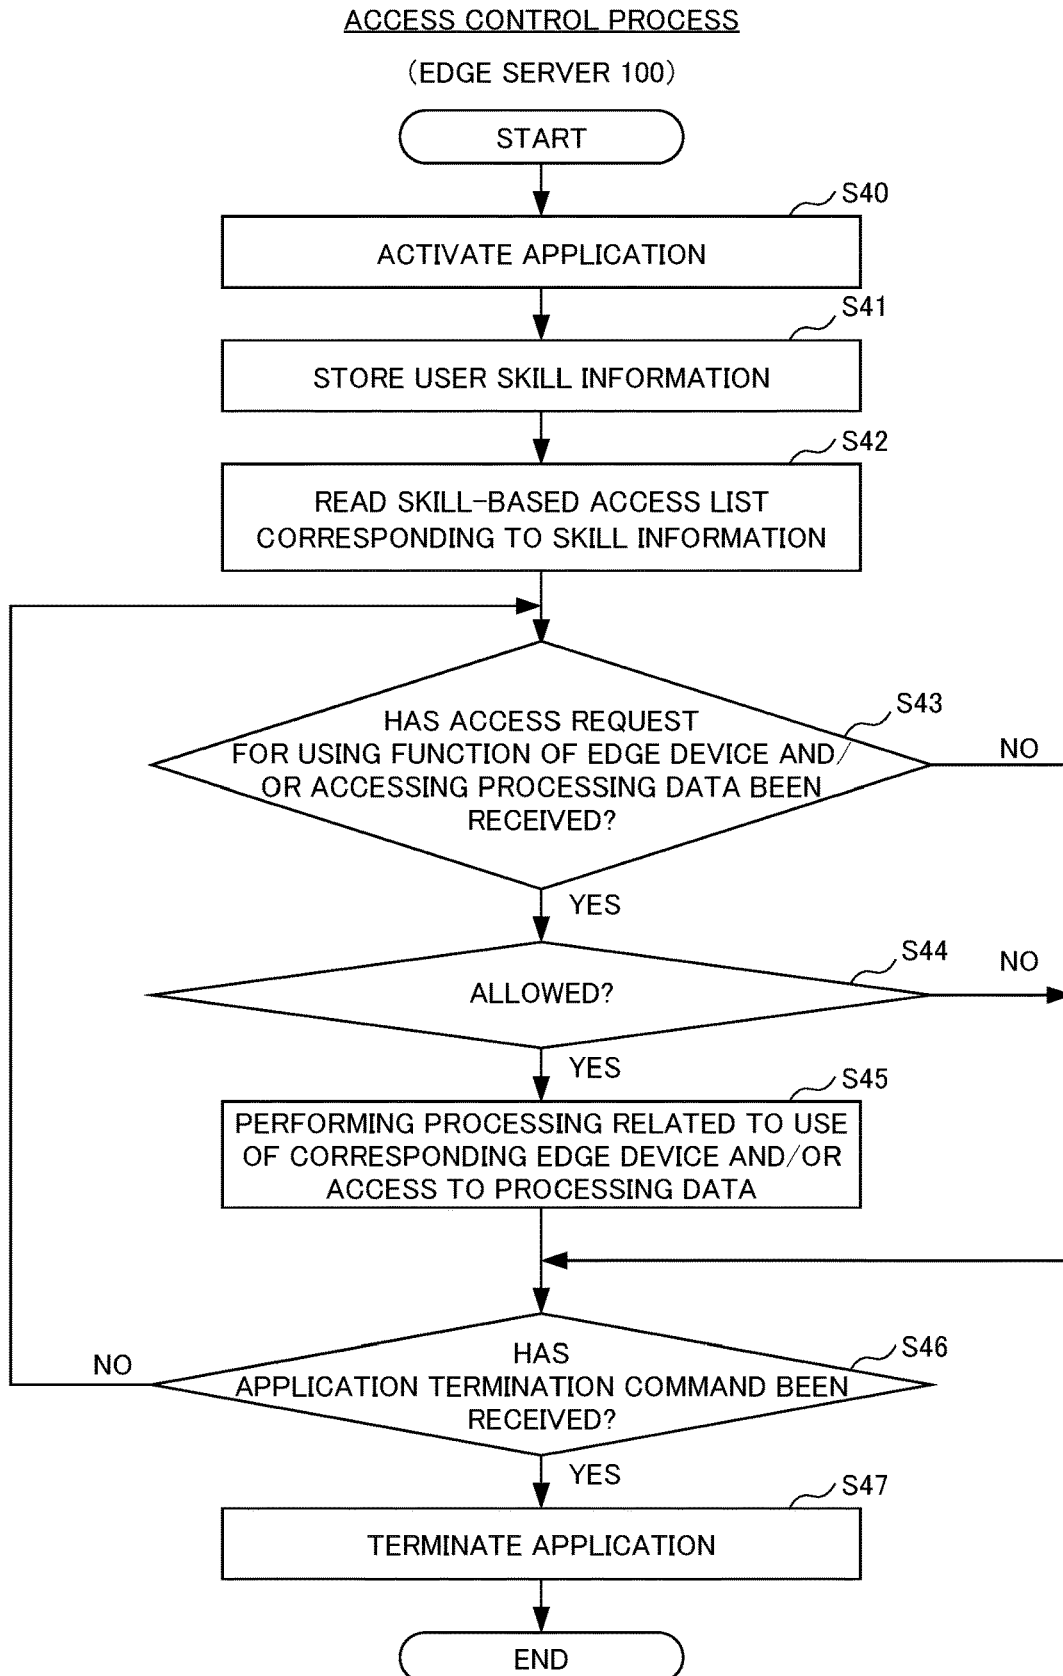 ACCESS CONTROL PROCESS
(EDGE SERVER 100)
START
S40
ACTIVATE APPLICATION
S41
STORE USER SKILL INFORMATION
S42
READ SKILL-BASED ACCESS LIST
CORRESPONDING TO SKILL INFORMATION
S43
HAS ACCESS REQUEST
FOR USING FUNCTION OF EDGE DEVICE AND/
OR ACCESSING PROCESSING DATA BEEN
RECEIVED?
NO
YES
S44
NO
ALLOWED?
YES
S45
PERFORMING PROCESSING RELATED TO USE
OF CORRESPONDING EDGE DEVICE AND/OR
ACCESS TO PROCESSING DATA
S46
NO
HAS
APPLICATION TERMINATION COMMAND BEEN
RECEIVED?
YES
S47
TERMINATE APPLICATION
END